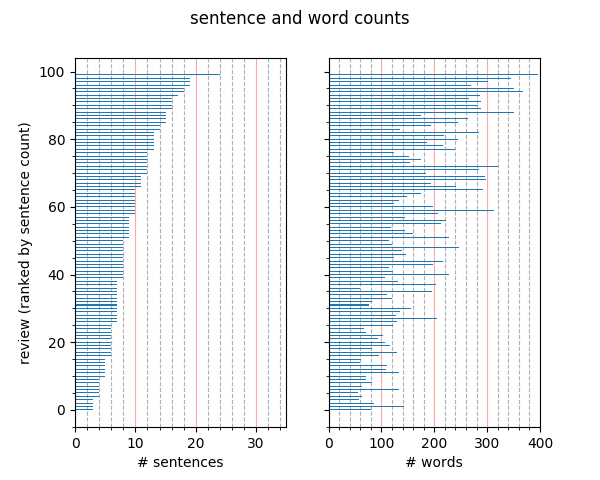 sentence and word counts
review (ranked by sentence count)
100
80
60
40
20
0
0 10 20 30
# sentences
0 100 200 300 400
# words